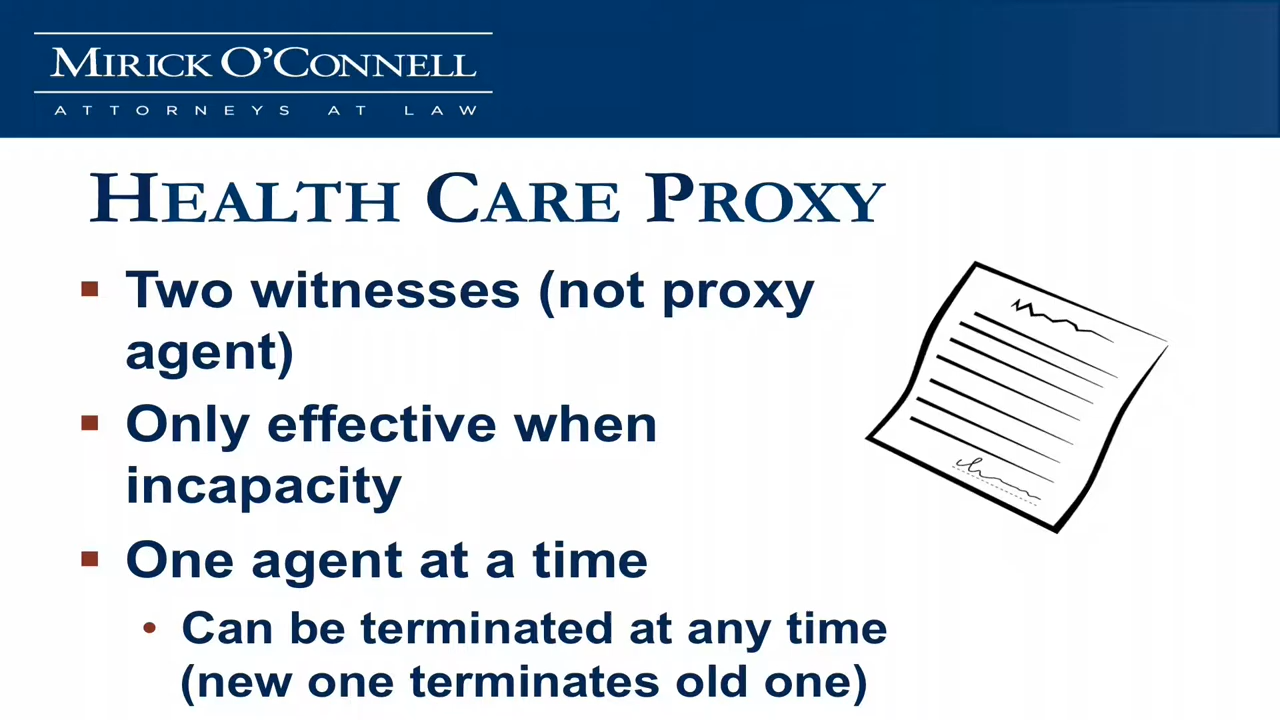 MIRICK O'CONNELL
ATTORNEYS AT LAW
HEALTH CARE PROXY
▪ Two witnesses (not proxy
agent)
▪ Only effective when
incapacity
▪ One agent at a time
• Can be terminated at any time
(new one terminates old one)